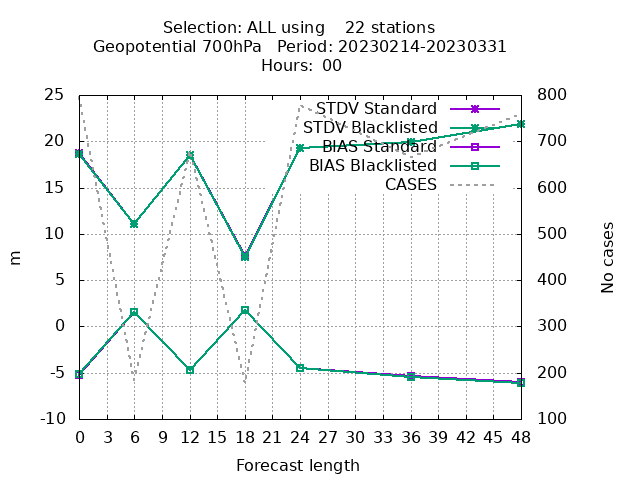 Selection: ALL using    22 stations
Geopotential 700hPa   Period: 20230214-20230331
Hours: 00
STDV Standard
STDV Blacklisted
BIAS Standard
BIAS Blacklisted
CASES
25
20
15
10
5
0
-5
-10
800
700
600
500
400
300
200
100
m
No cases
0 3 6 9 12 15 18 21 24 27 30 33 36 39 42 45 48
Forecast length